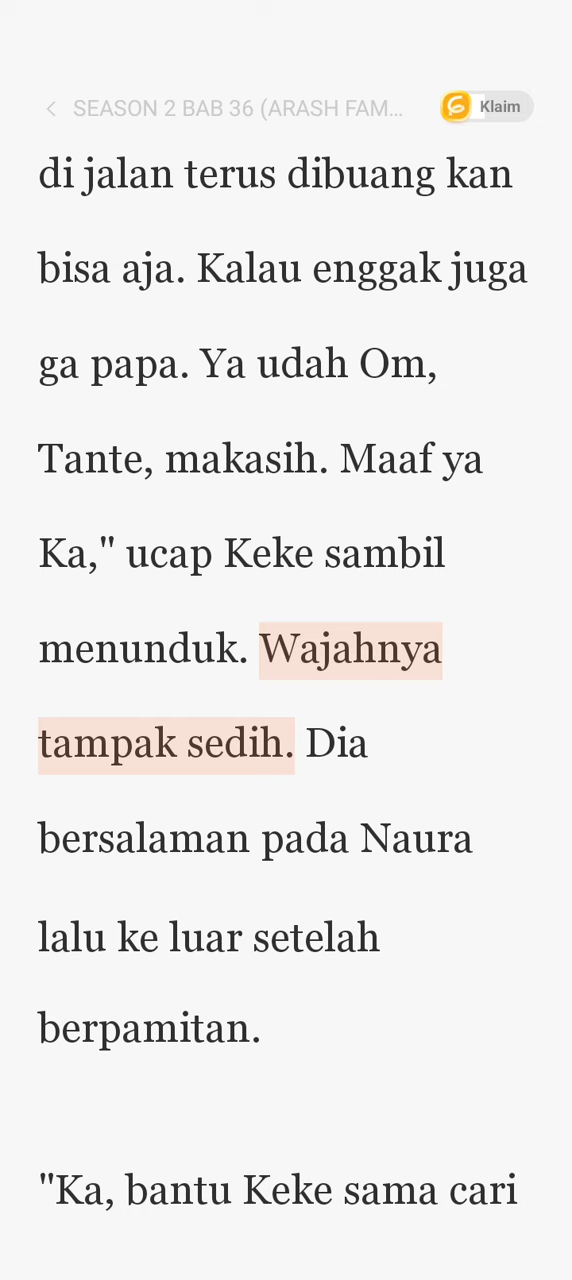 SEASON 2 BAB 36 (ARASH FAM...
Klaim
di jalan terus dibuang kan
bisa aja. Kalau enggak juga
ga papa. Ya udah Om,
Tante, makasih. Maaf ya
Ka," ucap Keke sambil
menunduk. Wajahnya
tampak sedih. Dia
bersalaman pada Naura
lalu ke luar setelah
berpamitan.
"Ka, bantu Keke sama cari